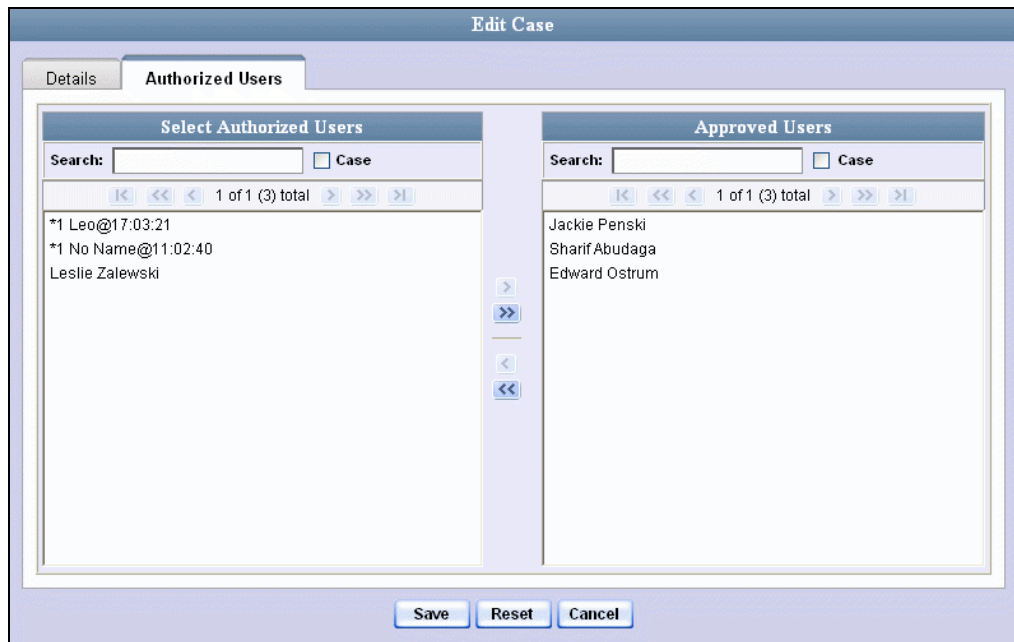 Edit Case
Details
Authorized Users
Select Authorized Users
Search:
Case
1 of 1 (3) total
*1 Leo@17:03:21
*1 No Name@11:02:40
Leslie Zalewski
>
>>
<
<<
Approved Users
Search:
Case
1 of 1 (3) total
Jackie Penski
Sharif Abudaga
Edward Ostrum
Save
Reset
Cancel